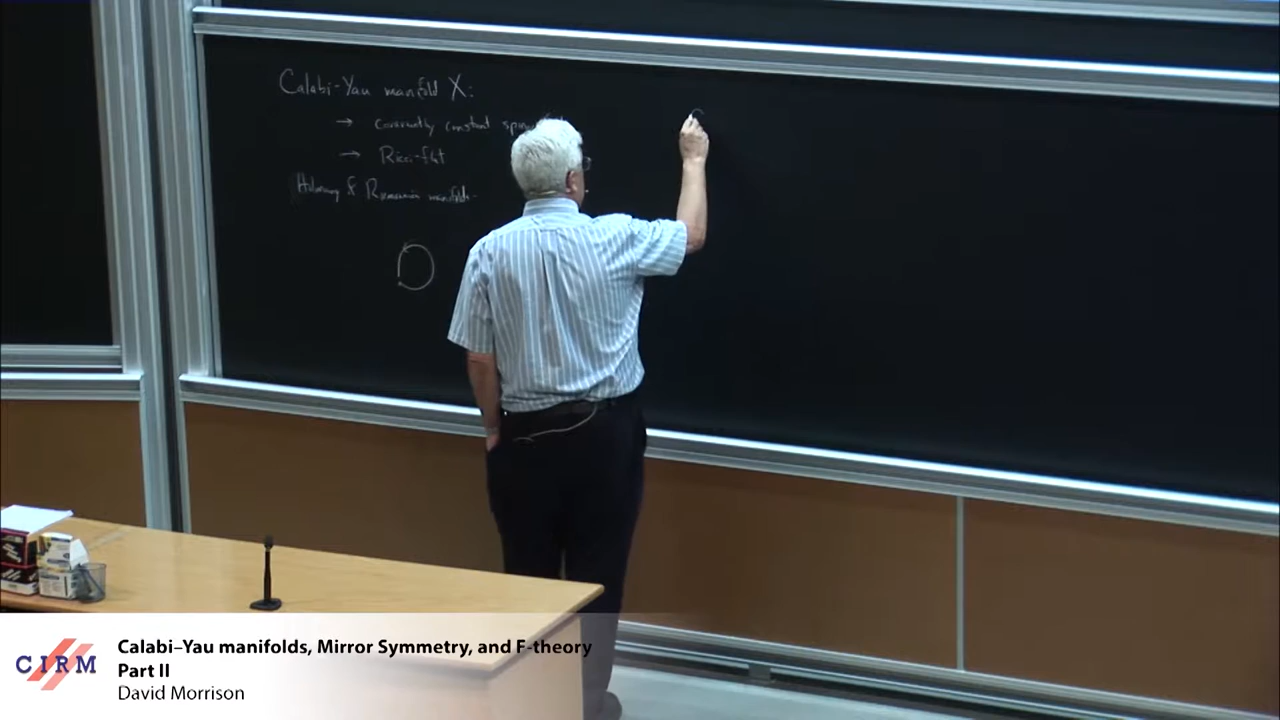 Calabi-Yau manifold X:
→ covariantly constant
→ Ricci-flat
Holonomy of Riemannian manifolds.
CIRM
Calabi–Yau manifolds, Mirror Symmetry, and F-theory
Part II
David Morrison